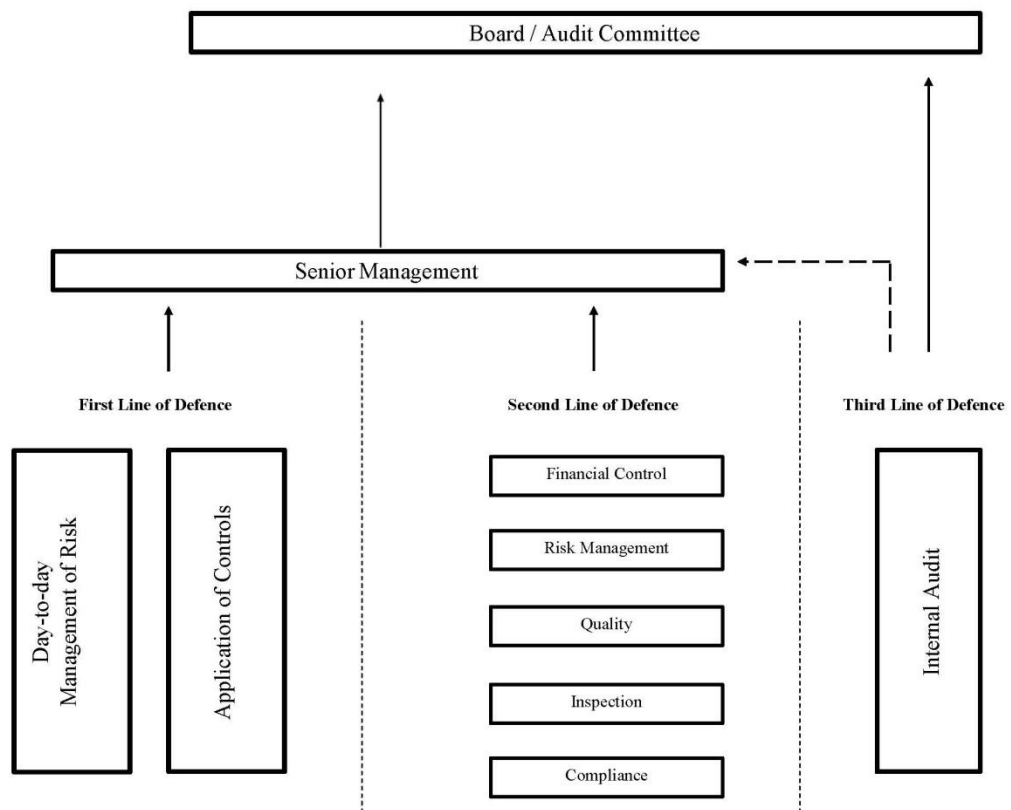 Board / Audit Committee
Senior Management
First Line of Defence
Second Line of Defence
Third Line of Defence
Day-to-day
Management of Risk
Application of Controls
Financial Control
Risk Management
Quality
Inspection
Compliance
Internal Audit